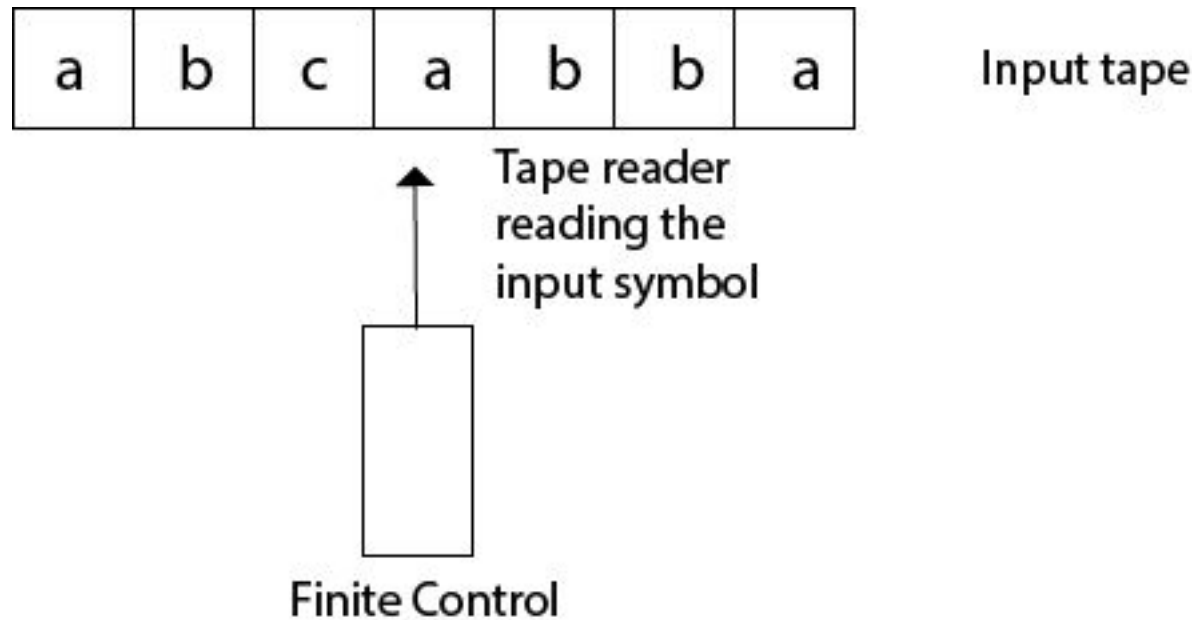 a b c a b b a
Input tape
Tape reader
reading the
input symbol
Finite Control